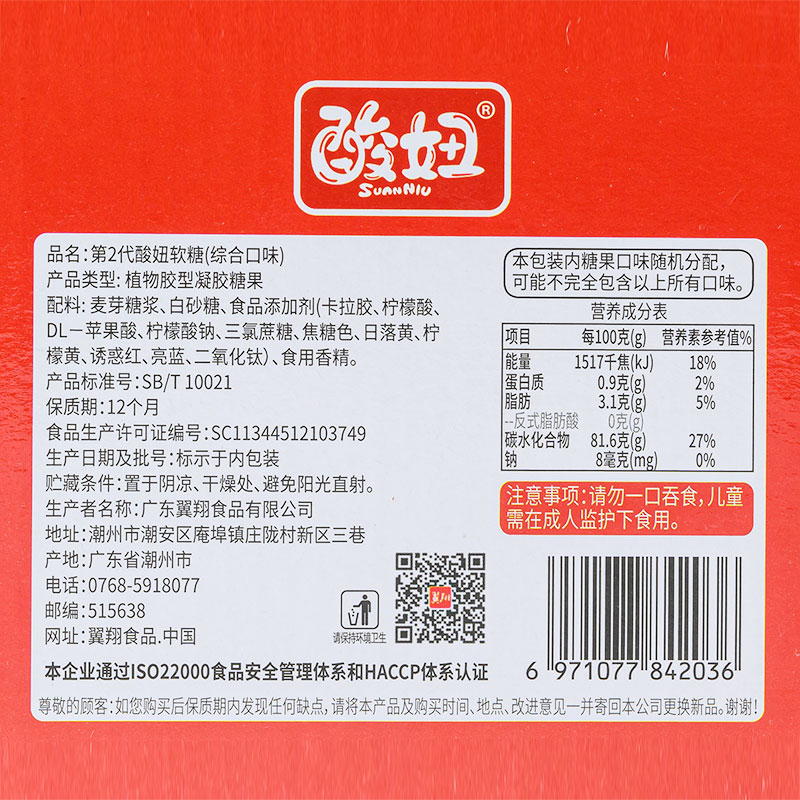 酸妞®
SUANNIU
品名：第2代酸妞软糖(综合口味)
产品类型：植物胶型凝胶糖果
配料：麦芽糖浆、白砂糖、食品添加剂(卡拉胶、柠檬酸、
DL－苹果酸、柠檬酸钠、三氯蔗糖、焦糖色、日落黄、柠
檬黄、诱惑红、亮蓝、二氧化钛)、食用香精。
产品标准号：SB/T 10021
保质期：12个月
食品生产许可证编号：SC11344512103749
生产日期及批号：标示于内包装
贮藏条件：置于阴凉、干燥处、避免阳光直射。
生产者名称：广东翼翔食品有限公司
地址：潮州市潮安区庵埠镇庄陇村新区三巷
产地：广东省潮州市
电话：0768-5918077
邮编：515638
网址：翼翔食品.中国
请保持环境卫生
翼翔
本企业通过ISO22000食品安全管理体系和HACCP体系认证
本包装内糖果口味随机分配，
可能不完全包含以上所有口味。
营养成分表
项目 每100克(g) 营养素参考值%
能量 1517千焦(kJ) 18%
蛋白质 0.9克(g) 2%
脂肪 3.1克(g) 5%
--反式脂肪酸 0克(g)
碳水化合物 81.6克(g) 27%
钠 8毫克(mg) 0%
注意事项：请勿一口吞食，儿童
需在成人监护下食用。
6 971077 842036
尊敬的顾客：如您购买后保质期内发现任何缺点，请将本产品及购买时间、地点、改进意见一并寄回本公司更换新品。谢谢！